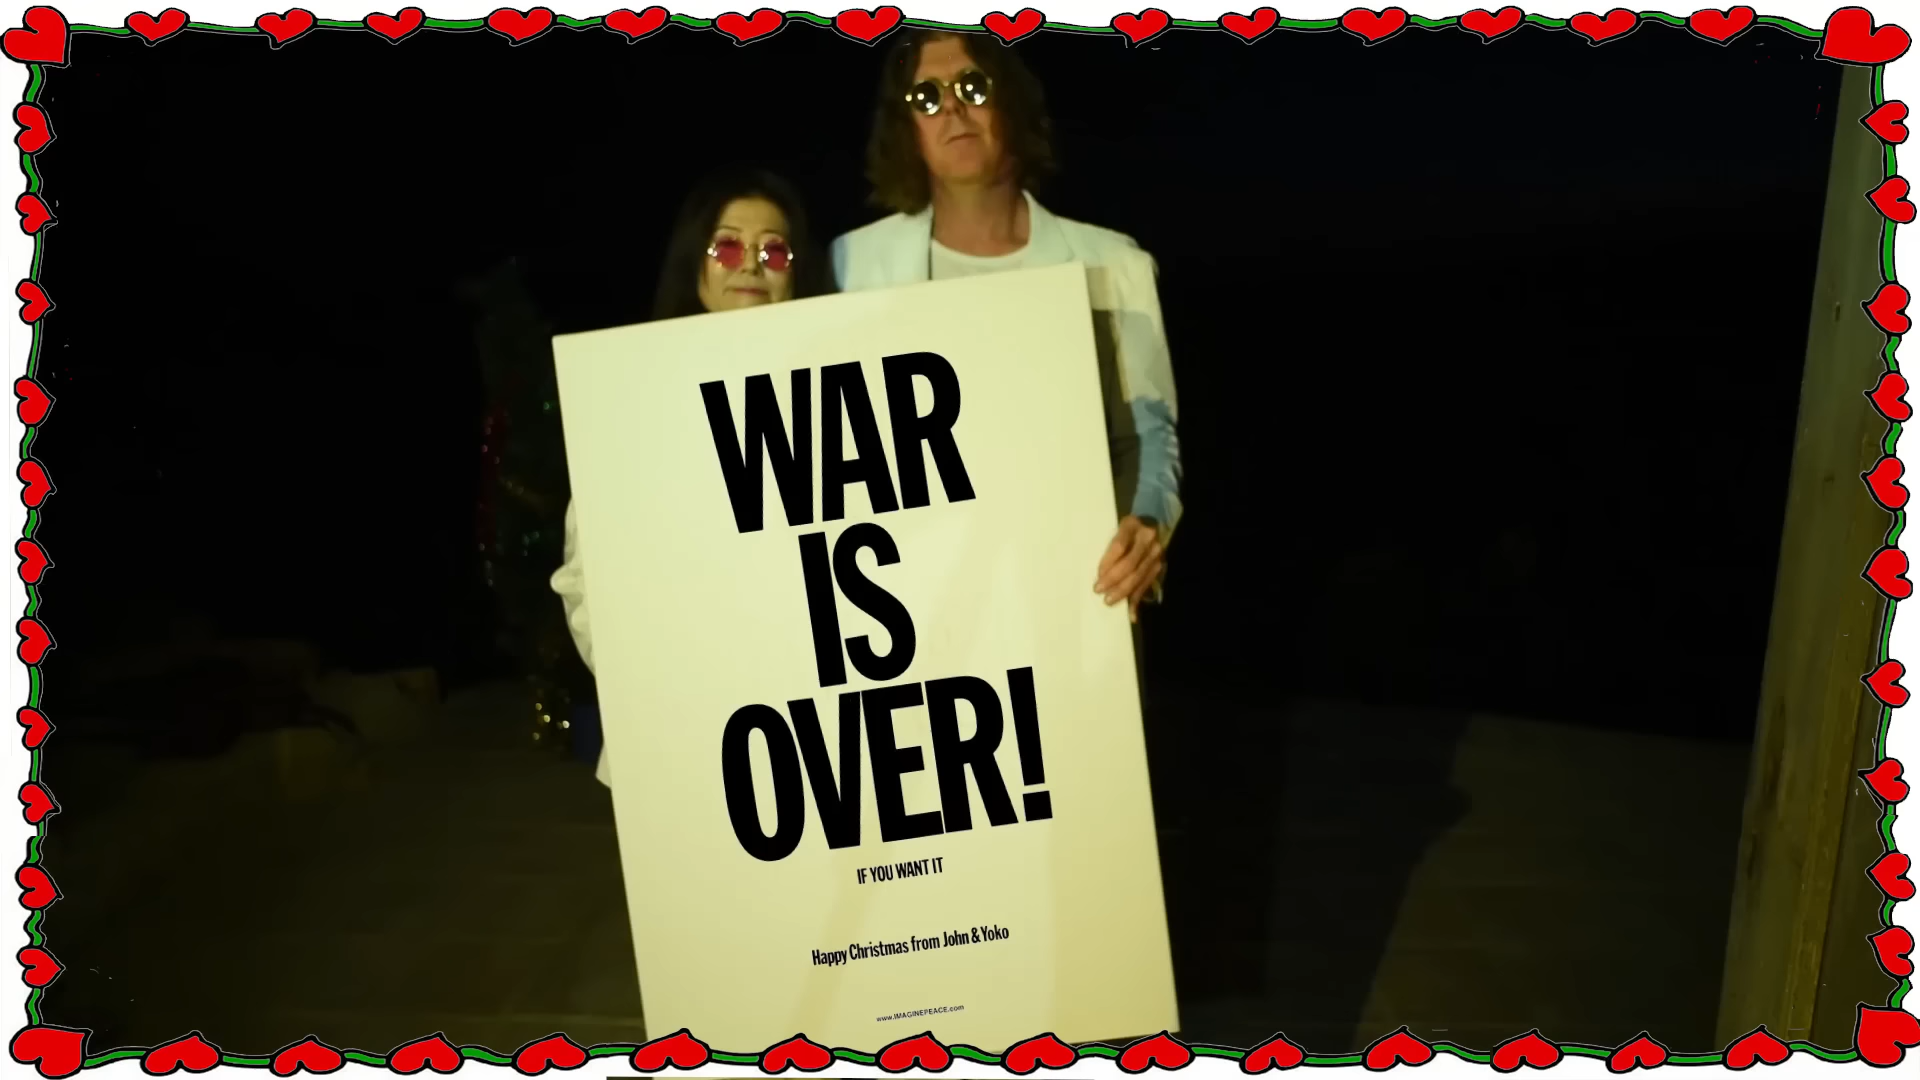 WAR
IS
OVER!
IF YOU WANT IT
Happy Christmas from John & Yoko
www.IMAGINEPEACE.com